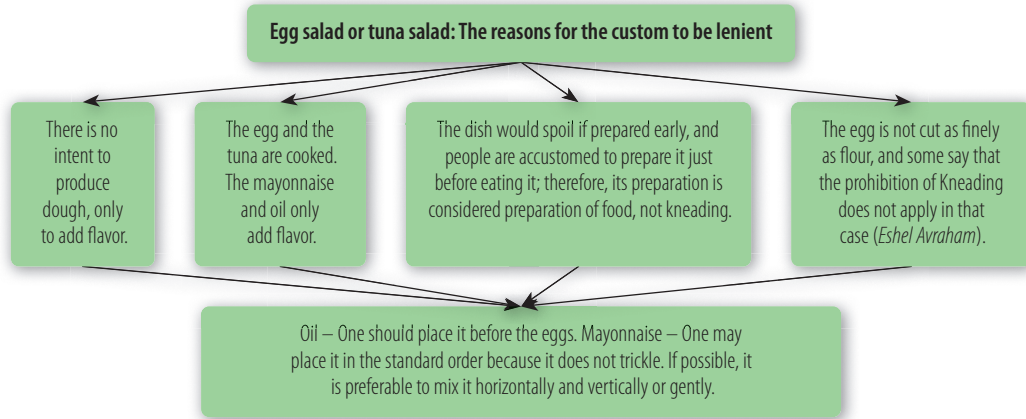 Egg salad or tuna salad: The reasons for the custom to be lenient
There is no
intent to
produce
dough, only
to add flavor.
The egg and the
tuna are cooked.
The mayonnaise
and oil only
add flavor.
The dish would spoil if prepared early, and
people are accustomed to prepare it just
before eating it; therefore, its preparation is
considered preparation of food, not kneading.
The egg is not cut as finely
as flour, and some say that
the prohibition of Kneading
does not apply in that
case (Eshel Avraham).
Oil – One should place it before the eggs. Mayonnaise – One may
place it in the standard order because it does not trickle. If possible, it
is preferable to mix it horizontally and vertically or gently.